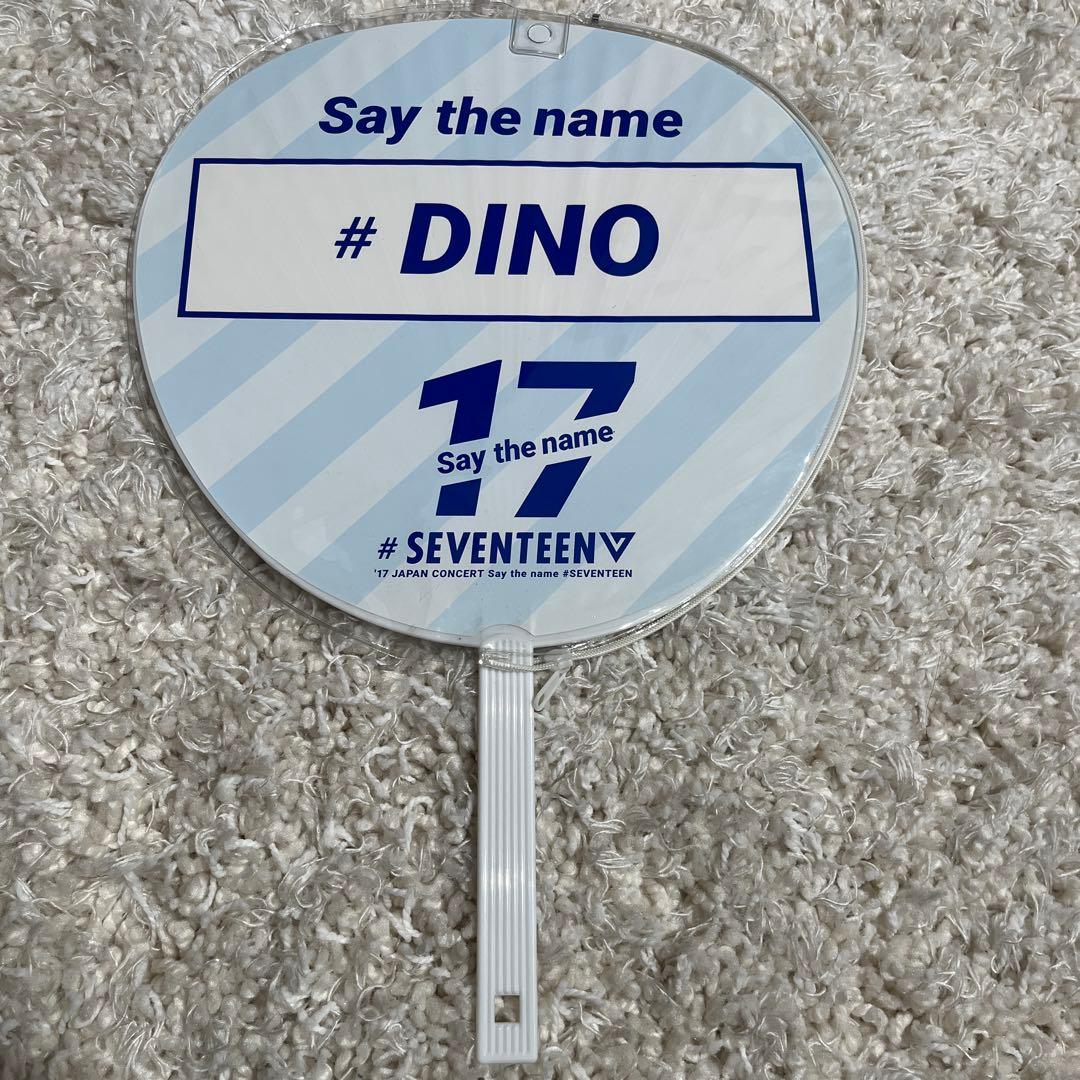 Say the name
# DINO
17
Say the name
# SEVENTEEN
'17 JAPAN CONCERT Say the name #SEVENTEEN